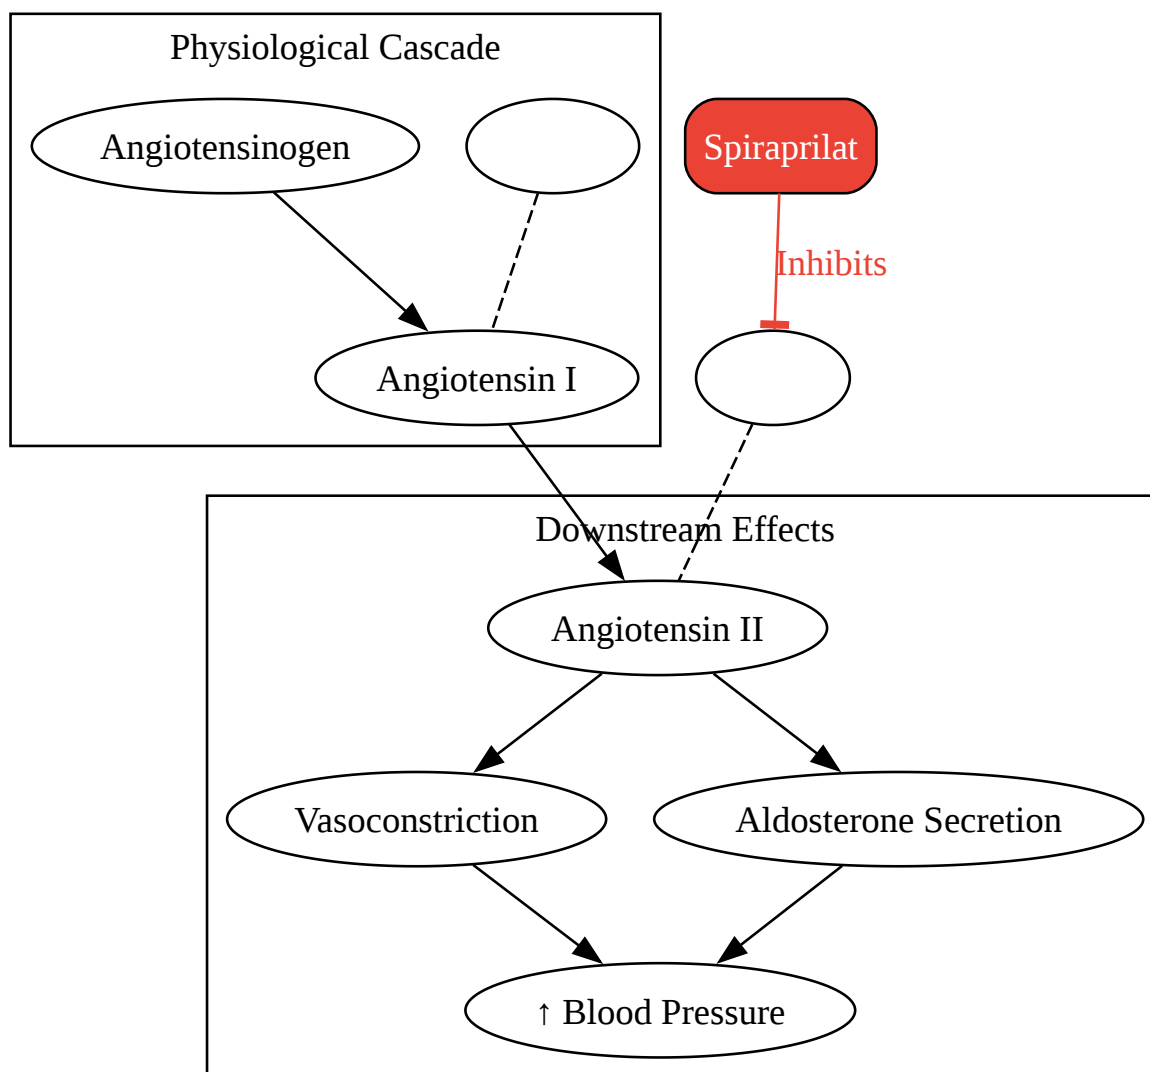 Physiological Cascade
Angiotensinogen
Spiraprilat
Inhibits
Angiotensin I
Downstream Effects
Angiotensin II
Vasoconstriction
Aldosterone Secretion
↑ Blood Pressure